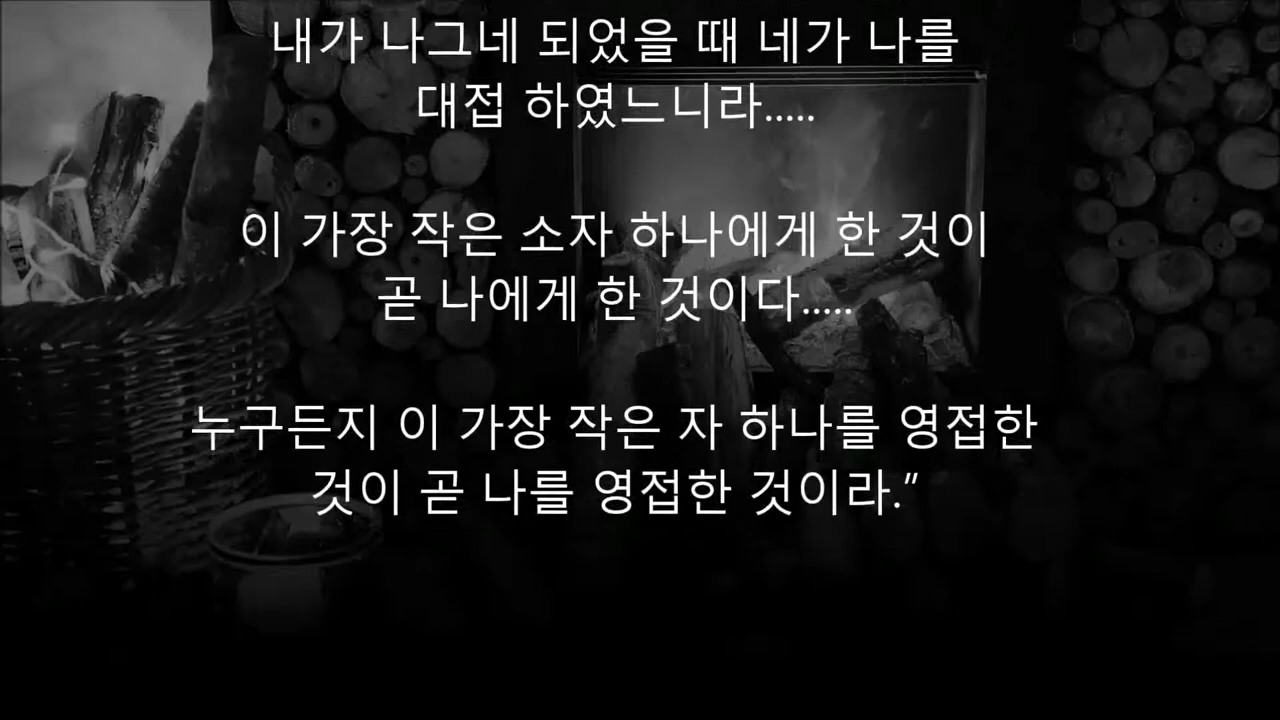 내가 나그네 되었을 때 네가 나를
대접 하였느니라.....
이 가장 작은 소자 하나에게 한 것이
곧 나에게 한 것이다.....
누구든지 이 가장 작은 자 하나를 영접한
것이 곧 나를 영접한 것이라.”